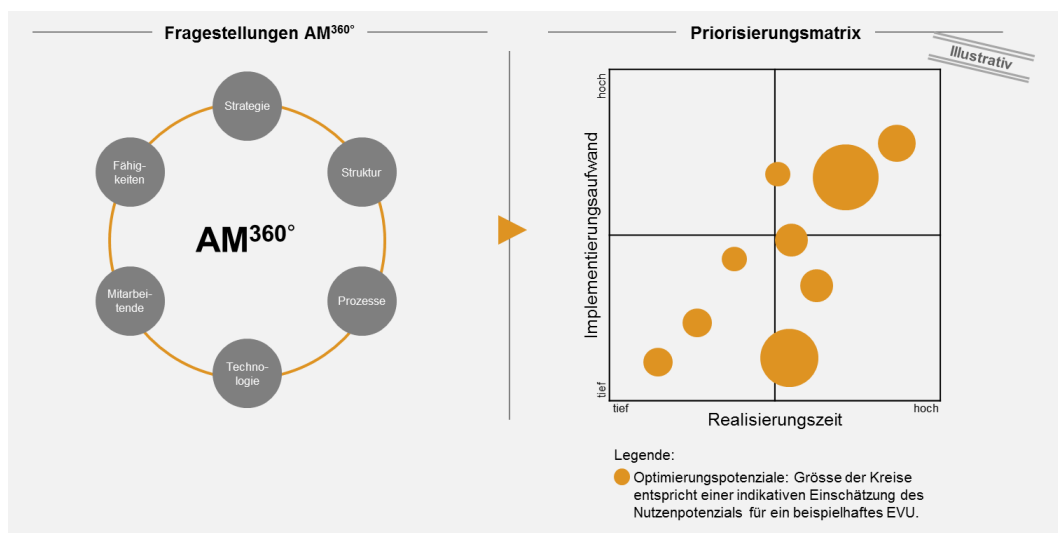 Fragestellungen AM360°
Strategie
Fähig-
keiten
Struktur
AM360°
Mitarbei-
tende
Prozesse
Techno-
logie
Priorisierungsmatrix
Illustrativ
hoch
Implementierungsaufwand
tief
tief
hoch
Realisierungszeit
Legende:
Optimierungspotenziale: Grösse der Kreise
entspricht einer indikativen Einschätzung des
Nutzenpotenzials für ein beispielhaftes EVU.